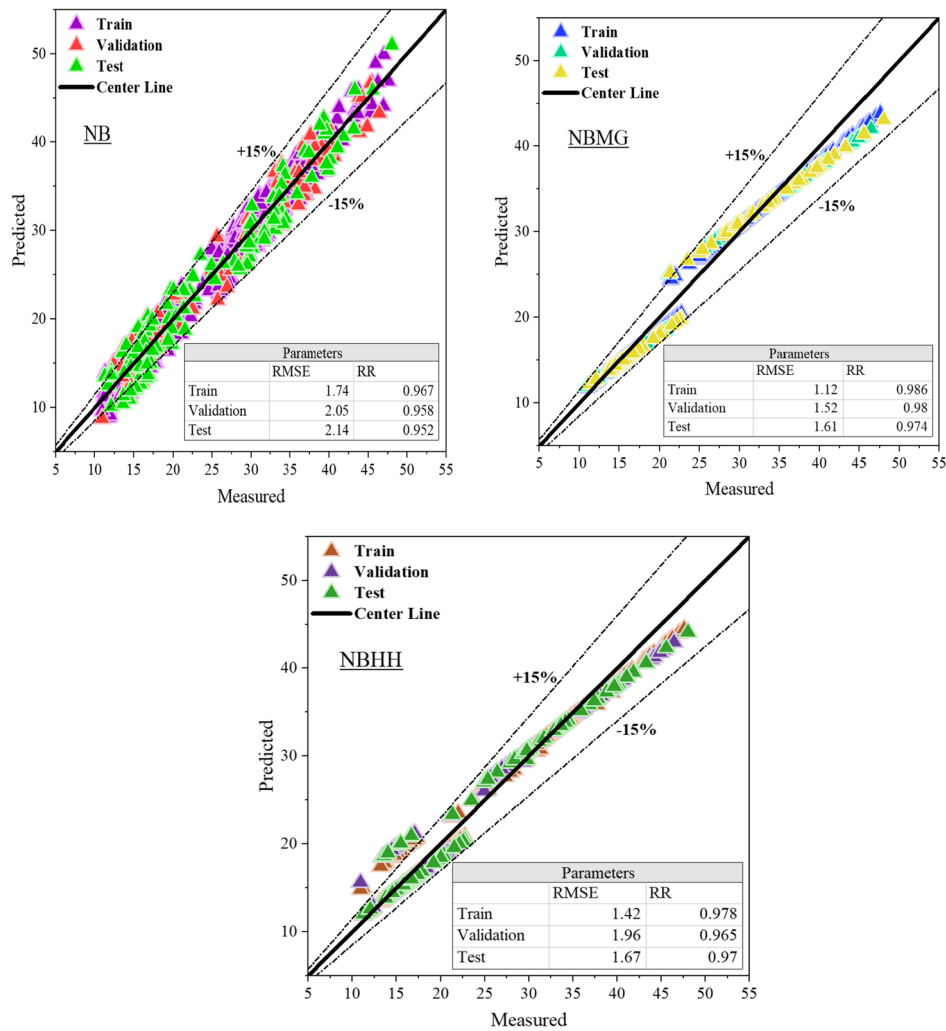 Train
Validation
Test
Center Line
NB
+15%
-15%
Predicted
50
40
30
20
10
Parameters
RMSE RR
Train 1.74 0.967
Validation 2.05 0.958
Test 2.14 0.952
5 10 15 20 25 30 35 40 45 50 55
Measured
Train
Validation
Test
Center Line
NBMG
+15%
-15%
Predicted
50
40
30
20
10
Parameters
RMSE RR
Train 1.12 0.986
Validation 1.52 0.98
Test 1.61 0.974
5 10 15 20 25 30 35 40 45 50 55
Measured
Train
Validation
Test
Center Line
NBHH
+15%
-15%
Predicted
50
40
30
20
10
Parameters
RMSE RR
Train 1.42 0.978
Validation 1.96 0.965
Test 1.67 0.97
5 10 15 20 25 30 35 40 45 50 55
Measured